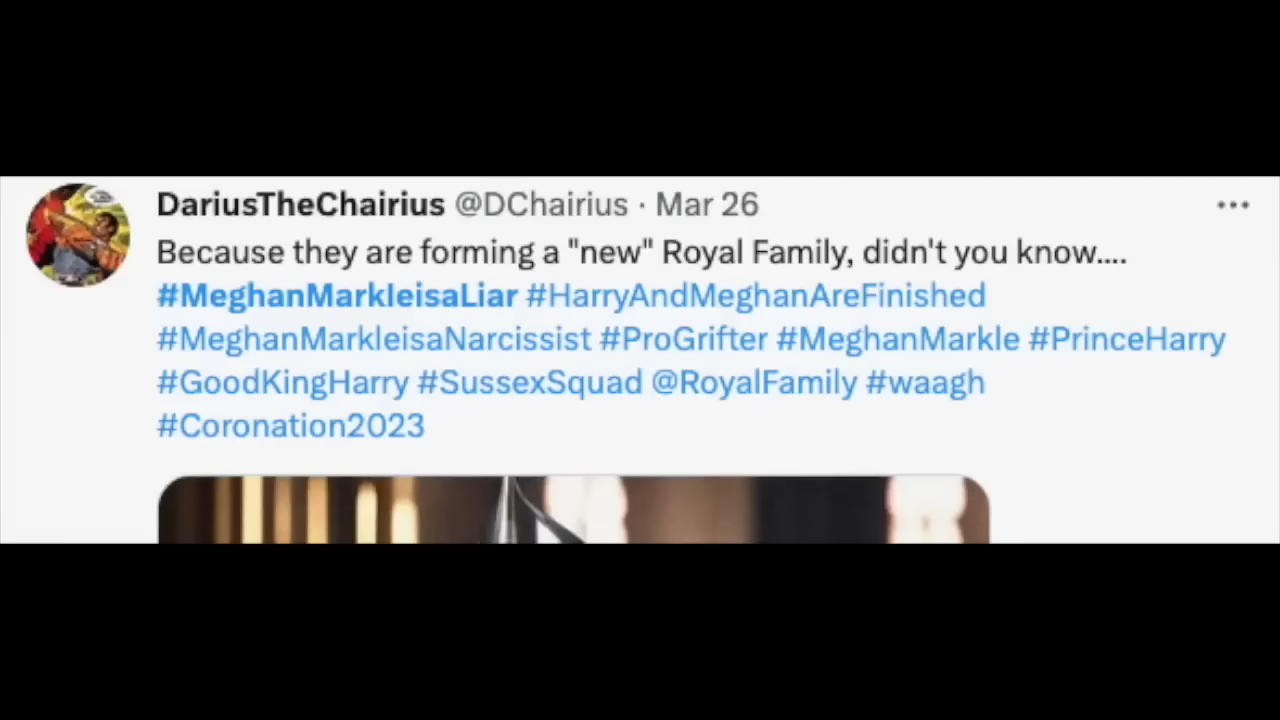 DariusTheChairius @DChairius · Mar 26
Because they are forming a "new" Royal Family, didn't you know....
#MeghanMarkleisaLiar #HarryAndMeghanAreFinished
#MeghanMarkleisaNarcissist #ProGrifter #MeghanMarkle #PrinceHarry
#GoodKingHarry #SussexSquad @RoyalFamily #waagh
#Coronation2023